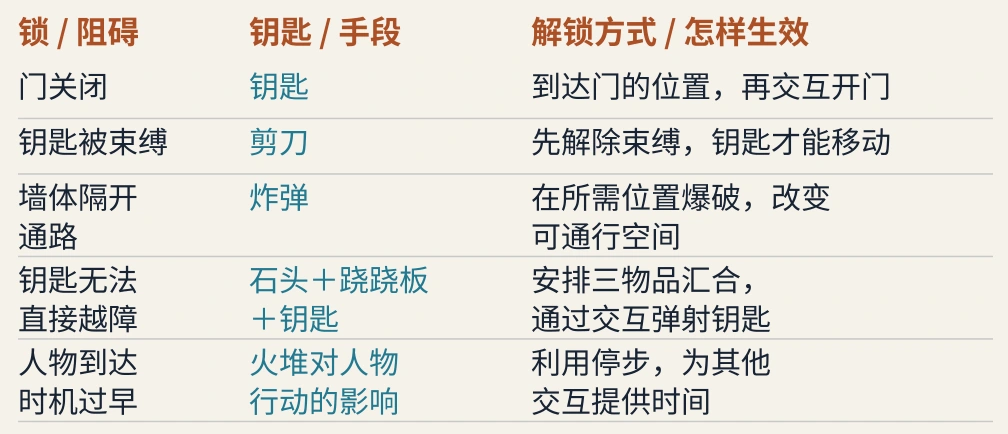 锁 / 阻碍 钥匙 / 手段 解锁方式 / 怎样生效
门关闭 钥匙 到达门的位置，再交互开门
钥匙被束缚 剪刀 先解除束缚，钥匙才能移动
墙体隔开 炸弹 在所需位置爆破，改变
通路 可通行空间
钥匙无法 石头＋跷跷板 安排三物品汇合，
直接越障 ＋钥匙 通过交互弹射钥匙
人物到达 火堆对人物 利用停步，为其他
时机过早 行动的影响 交互提供时间